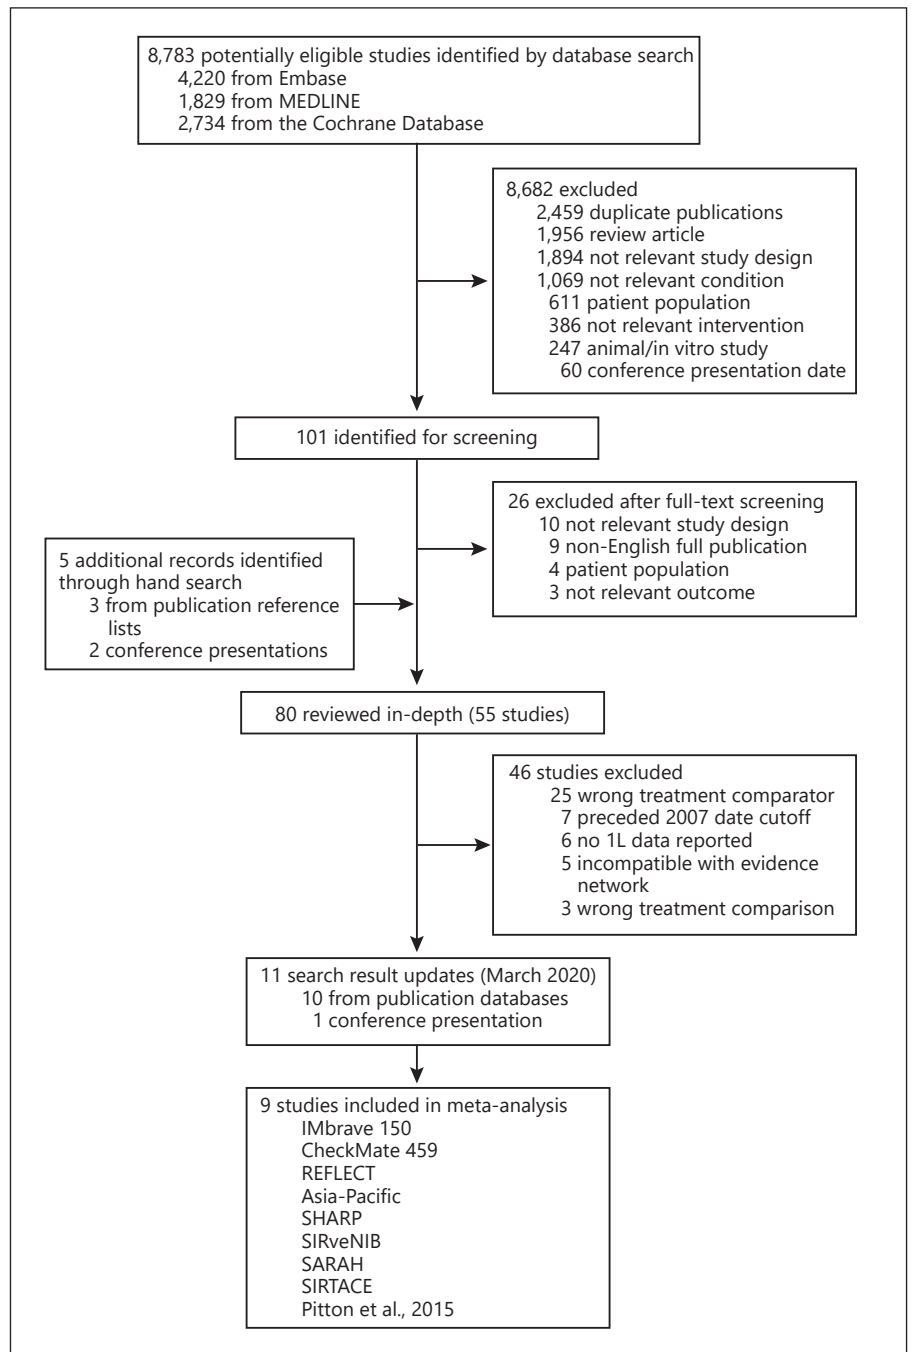 8,783 potentially eligible studies identified by database search
4,220 from Embase
1,829 from MEDLINE
2,734 from the Cochrane Database
8,682 excluded
2,459 duplicate publications
1,956 review article
1,894 not relevant study design
1,069 not relevant condition
611 patient population
386 not relevant intervention
247 animal/in vitro study
60 conference presentation date
101 identified for screening
26 excluded after full-text screening
10 not relevant study design
9 non-English full publication
4 patient population
3 not relevant outcome
5 additional records identified
through hand search
3 from publication reference
lists
2 conference presentations
80 reviewed in-depth (55 studies)
46 studies excluded
25 wrong treatment comparator
7 preceded 2007 date cutoff
6 no 1L data reported
5 incompatible with evidence
network
3 wrong treatment comparison
11 search result updates (March 2020)
10 from publication databases
1 conference presentation
9 studies included in meta-analysis
IMbrave 150
CheckMate 459
REFLECT
Asia-Pacific
SHARP
SIRveNIB
SARAH
SIRTACE
Pitton et al., 2015